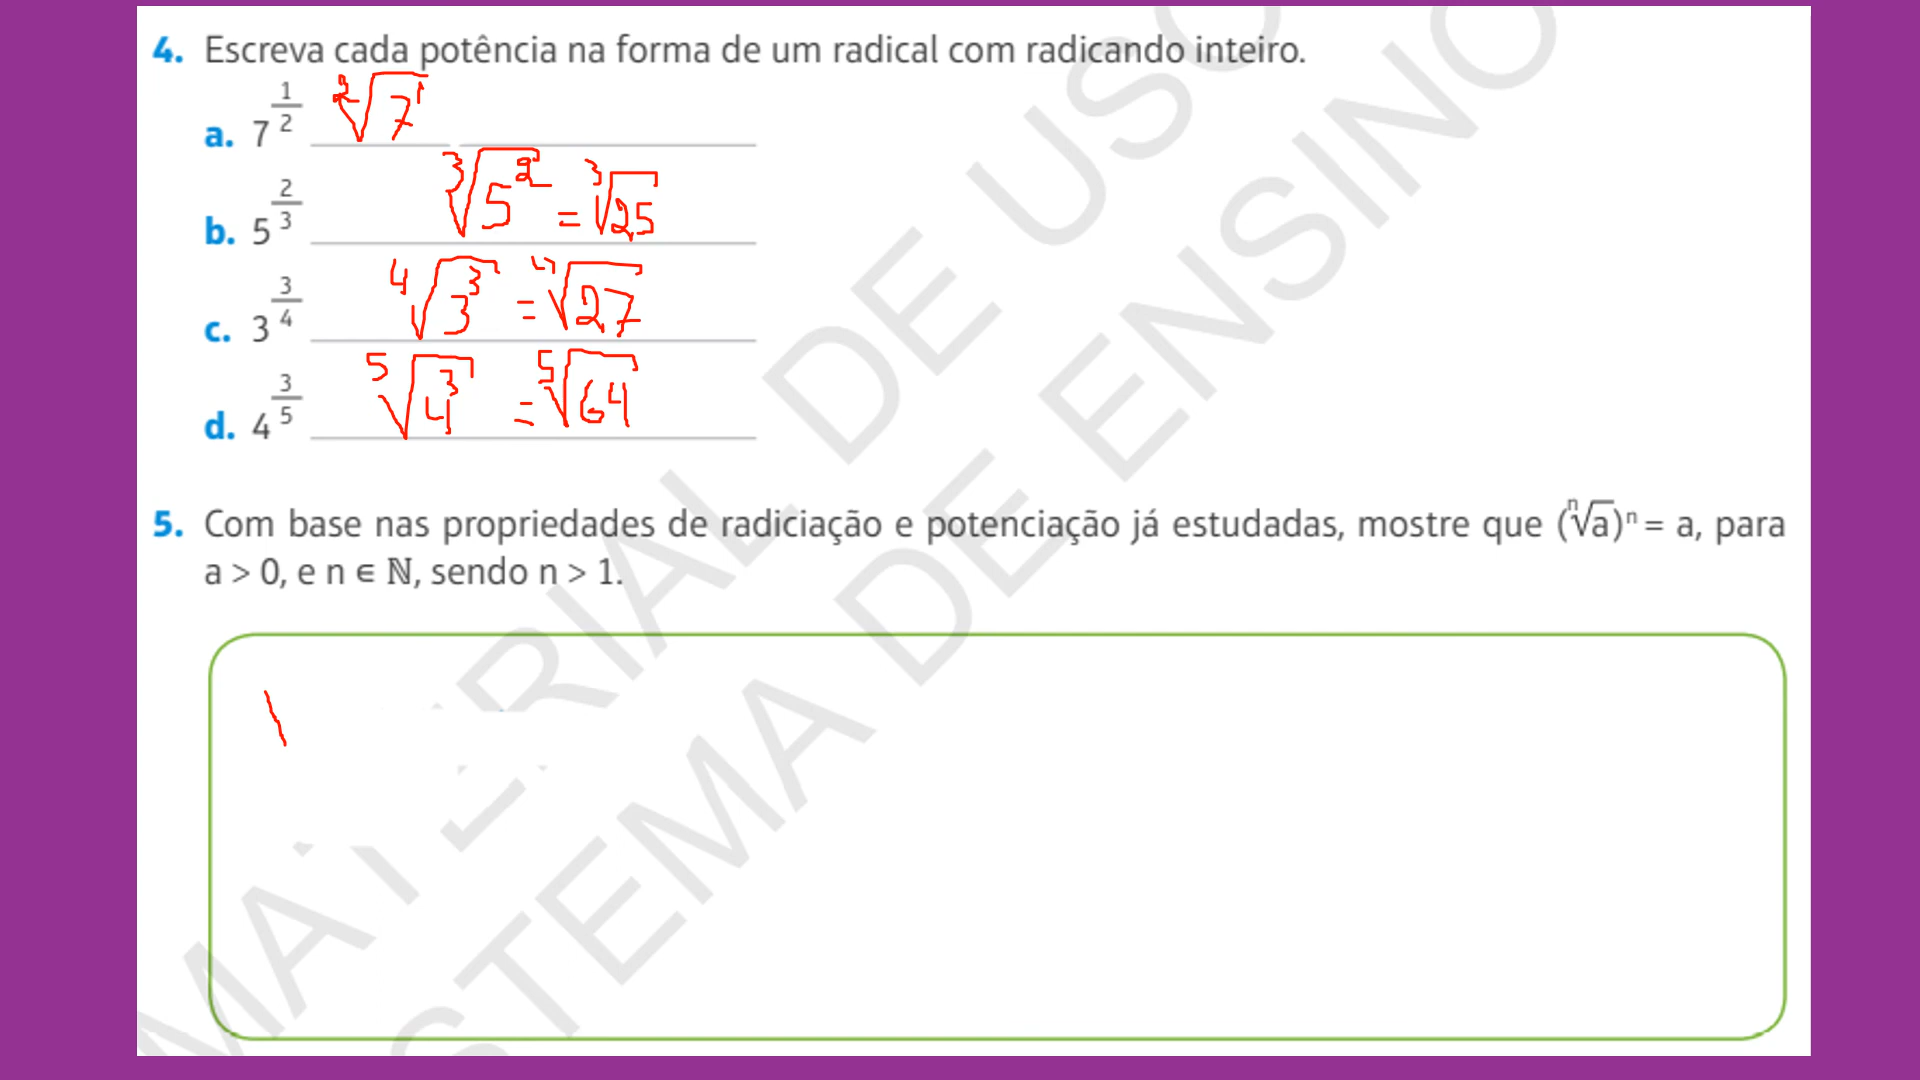 4. Escreva cada potência na forma de um radical com radicando inteiro.
a. 7^(1/2) ²√7¹
b. 5^(2/3) ³√5² = ³√25
c. 3^(3/4) ⁴√3³ = ⁴√27
d. 4^(3/5) ⁵√4³ = ⁵√64
5. Com base nas propriedades de radiciação e potenciação já estudadas, mostre que (ⁿ√a)ⁿ = a, para
a > 0, e n ∈ ℕ, sendo n > 1.
MATERIAL DE USO
SISTEMA DE ENSINO